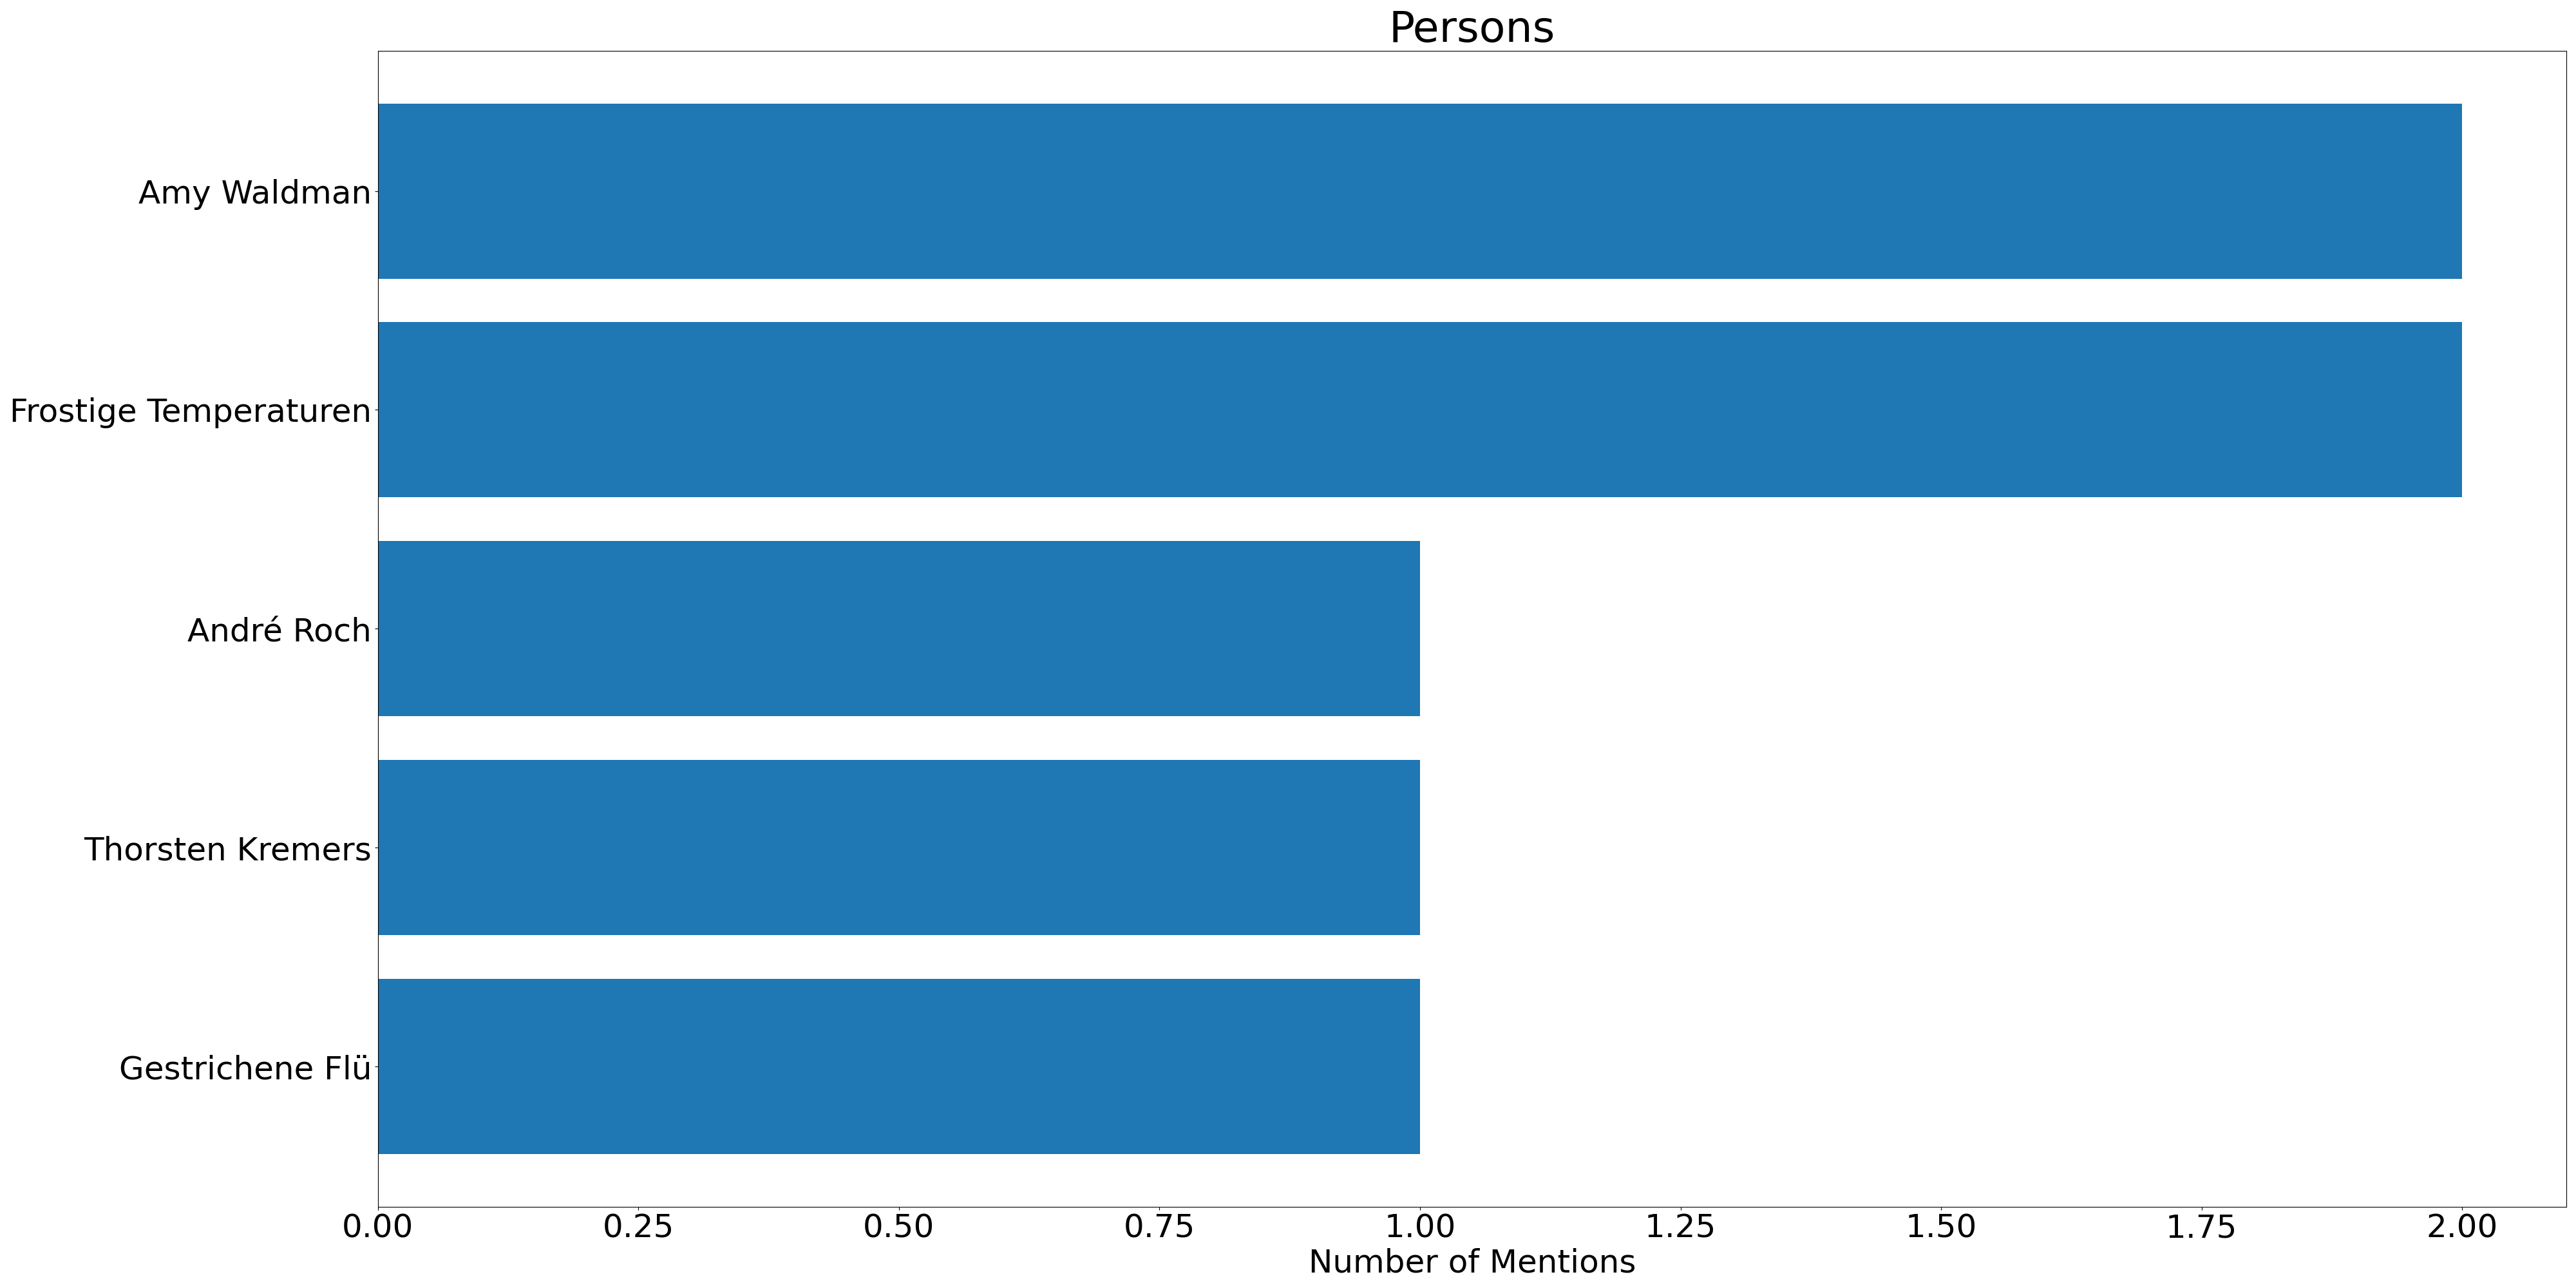 Persons
Amy Waldman
Frostige Temperaturen
André Roch
Thorsten Kremers
Gestrichene Flü
0.00 0.25 0.50 0.75 1.00 1.25 1.50 1.75 2.00
Number of Mentions